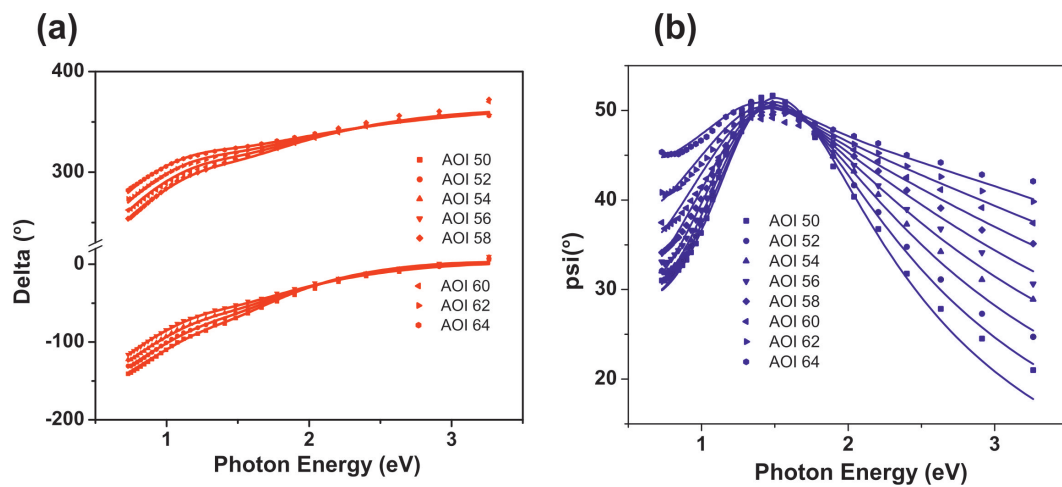 (a)
Delta (°)
400
300
0
-100
-200
1
2
3
Photon Energy (eV)
AOI 50
AOI 52
AOI 54
AOI 56
AOI 58
AOI 60
AOI 62
AOI 64
(b)
psi(°)
50
40
30
20
1
2
3
Photon Energy (eV)
AOI 50
AOI 52
AOI 54
AOI 56
AOI 58
AOI 60
AOI 62
AOI 64